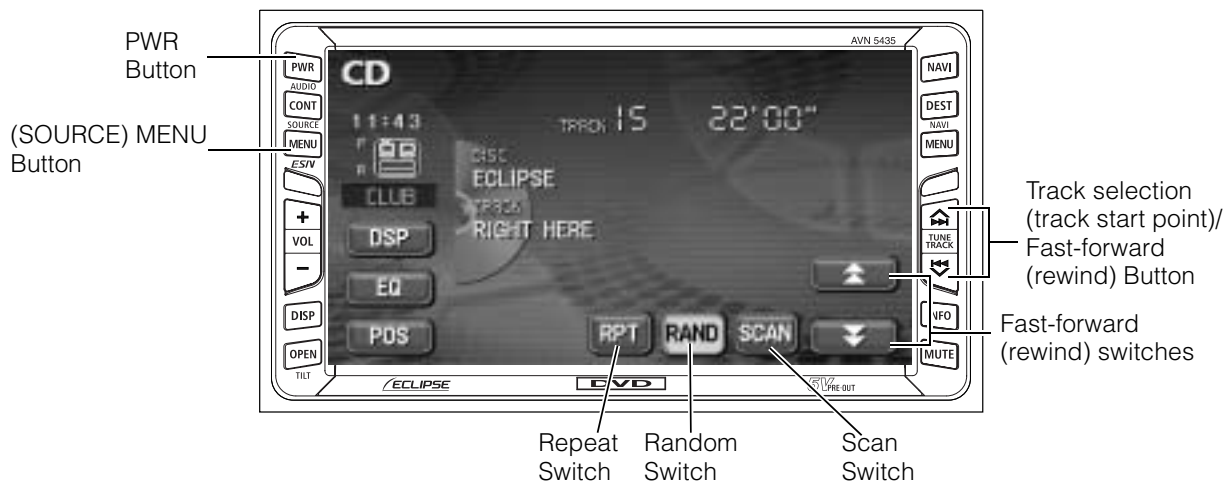 PWR
Button
(SOURCE) MENU
Button
AVN 5435
PWR
AUDIO
CONT
SOURCE
MENU
ESN
+
VOL
−
DISP
OPEN
TILT
CD
11:43
F
R
CLUB
DSP
EQ
POS
TRACK 15 22'00"
DISC
ECLIPSE
TRACK
RIGHT HERE
RPT
RAND
SCAN
NAVI
DEST
NAVI
MENU
TUNE
TRACK
INFO
MUTE
ECLIPSE
DVD
5V PRE-OUT
Track selection
(track start point)/
Fast-forward
(rewind) Button
Fast-forward
(rewind) switches
Repeat
Switch
Random
Switch
Scan
Switch